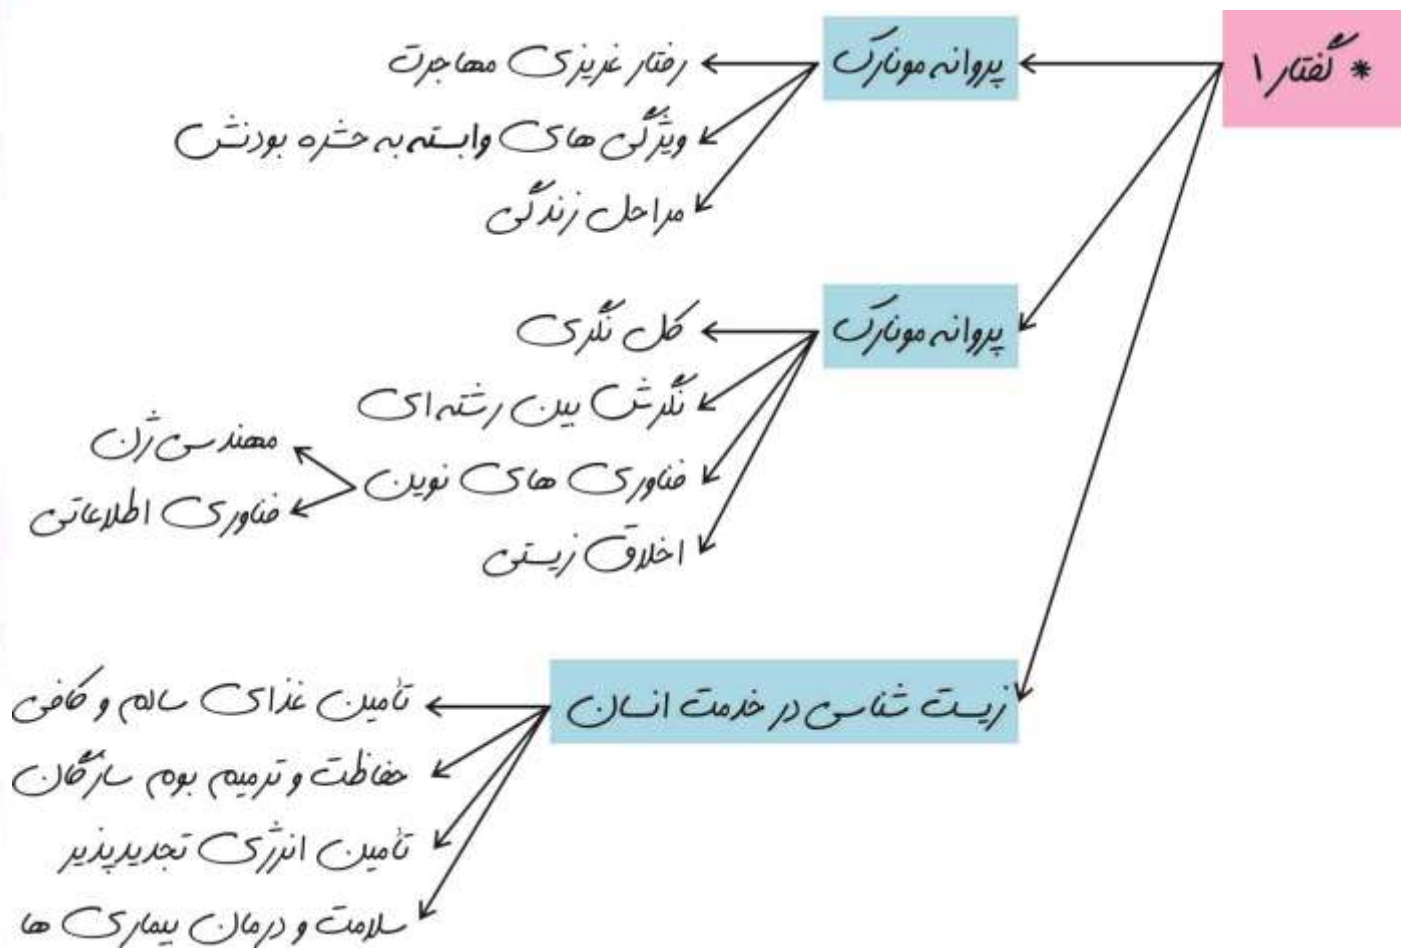 * گفتار ۱
پروانه مونارک
رفتار غریزی مهاجرت
ویژگی های وابسته به حشره بودنش
مراحل زندگی
پروانه مونارک
کل نگری
نگرش بین رشته ای
فناوری های نوین
مهندسی ژن
فناوری اطلاعاتی
اخلاق زیستی
زیست شناسی در خدمت انسان
تأمین غذای سالم و کافی
حفاظت و ترمیم بوم سازگان
تأمین انرژی تجدیدپذیر
سلامت و درمان بیماری ها